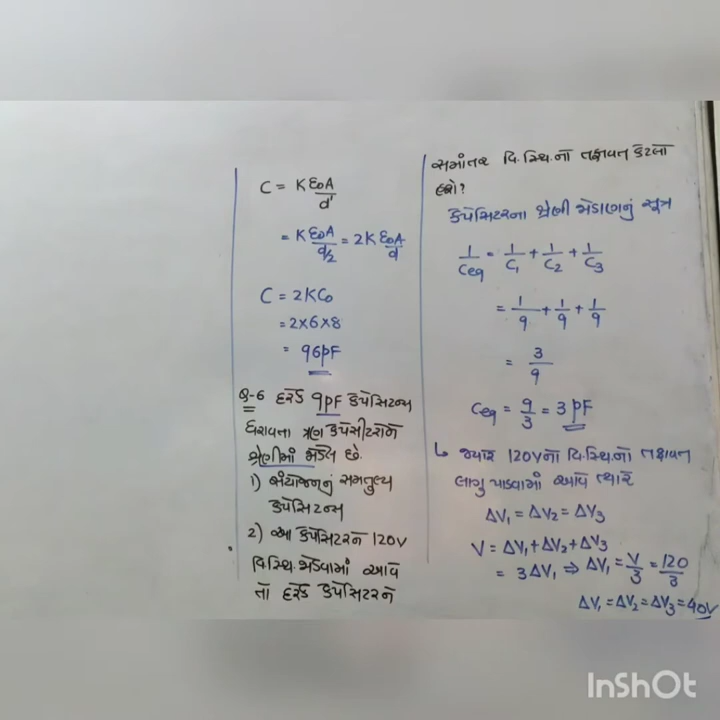 C = Kε₀A/d'
= Kε₀A/d/2 = 2Kε₀A/d
C = 2KC₀
= 2×6×8
= 96pF
Q-6 દરેક 9pF કેપેસિટન્સ
ધરાવતા ત્રણ કેપેસીટરોને
શ્રેણીમાં જોડેલ છે.
1) સંયોજનનું સમતુલ્ય
કેપેસિટન્સ
2) આ કેપેસિટરને 120V
વિ.સ્થિ. જોડવામાં આવે
તો દરેક કેપેસિટરને
સમાંતર વિ.સ્થિ.નો તફાવત કેટલો
હશે?
કેપેસિટરના શ્રેણી જોડાણનું સૂત્ર
1/Ceq = 1/C₁ + 1/C₂ + 1/C₃
= 1/9 + 1/9 + 1/9
= 3/9
Ceq = 9/3 = 3 pF
જ્યારે 120Vનો વિ.સ્થિ.નો તફાવત
લાગુ પાડવામાં આવે ત્યારે
ΔV₁ = ΔV₂ = ΔV₃
V = ΔV₁ + ΔV₂ + ΔV₃
= 3ΔV₁ ⇒ ΔV₁ = V/3 = 120/3
ΔV₁ = ΔV₂ = ΔV₃ = 40V
InShOt